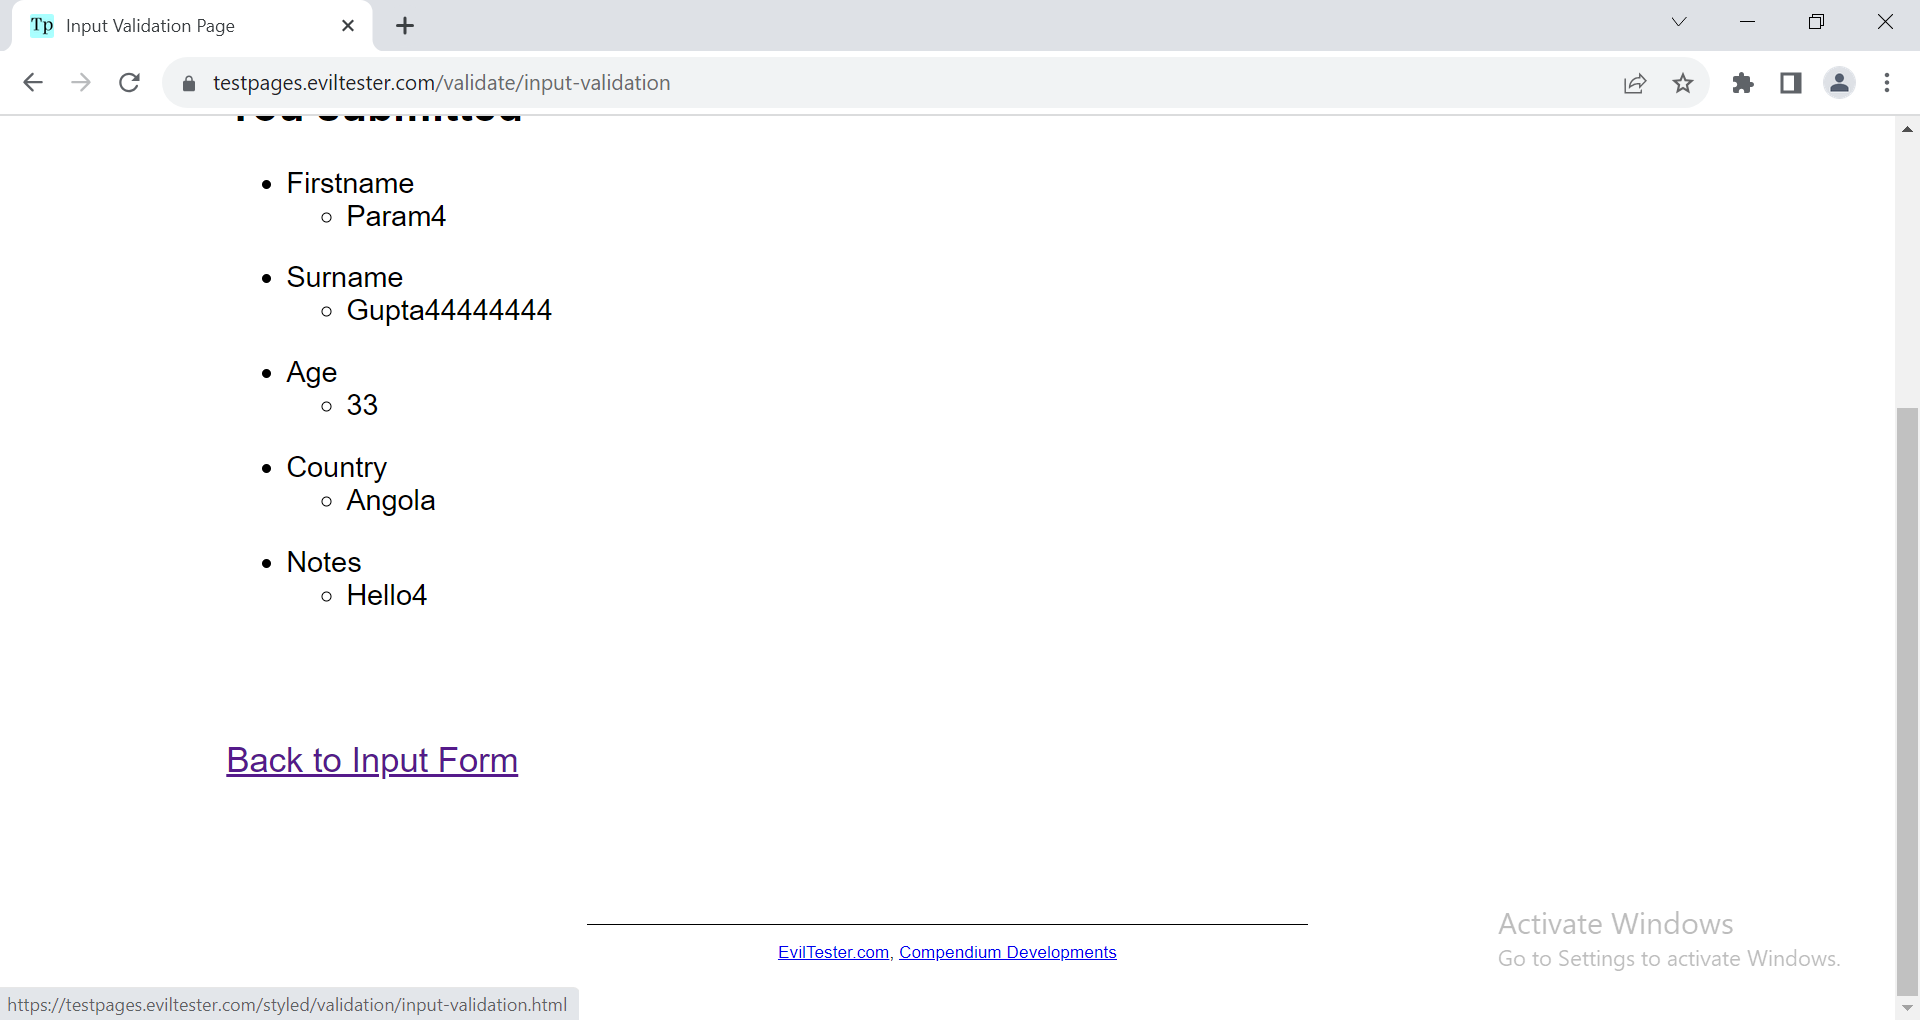 Tp Input Validation Page
testpages.eviltester.com/validate/input-validation
You submitted
Firstname
Param4
Surname
Gupta44444444
Age
33
Country
Angola
Notes
Hello4
Back to Input Form
EvilTester.com, Compendium Developments
Activate Windows
Go to Settings to activate Windows.
https://testpages.eviltester.com/styled/validation/input-validation.html